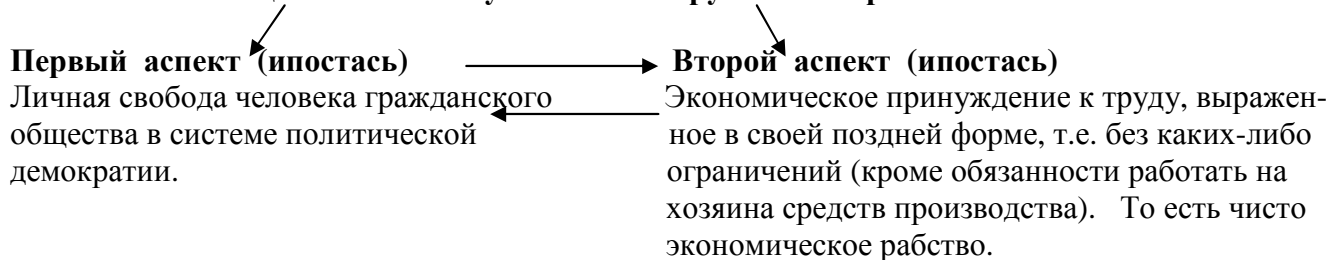 Первый аспект (ипостась)
Личная свобода человека гражданского
общества в системе политической
демократии.
Второй аспект (ипостась)
Экономическое принуждение к труду, выражен-
ное в своей поздней форме, т.е. без каких-либо
ограничений (кроме обязанности работать на
хозяина средств производства). То есть чисто
экономическое рабство.